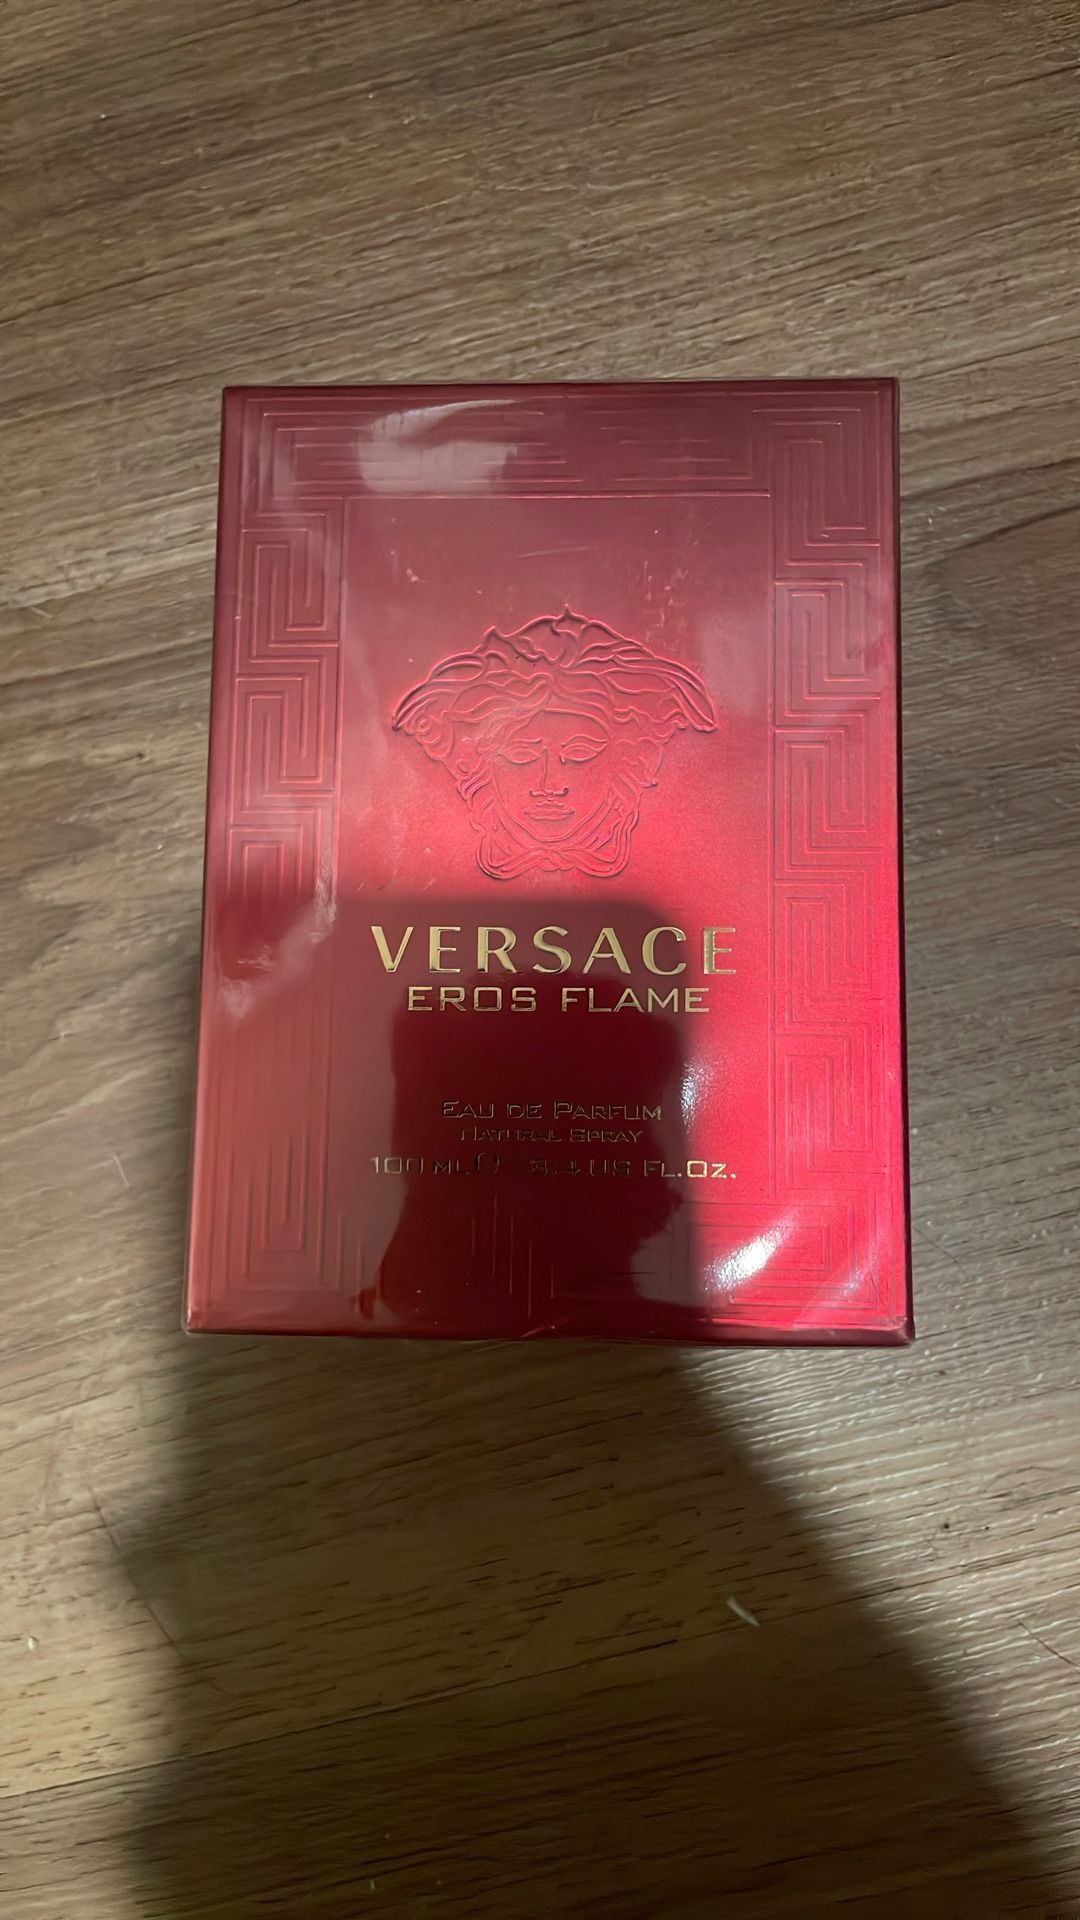 VERSACE
EROS FLAME
EAU DE PARFUM
NATURAL SPRAY
100 ML ℮ 3.4 US FL.OZ.